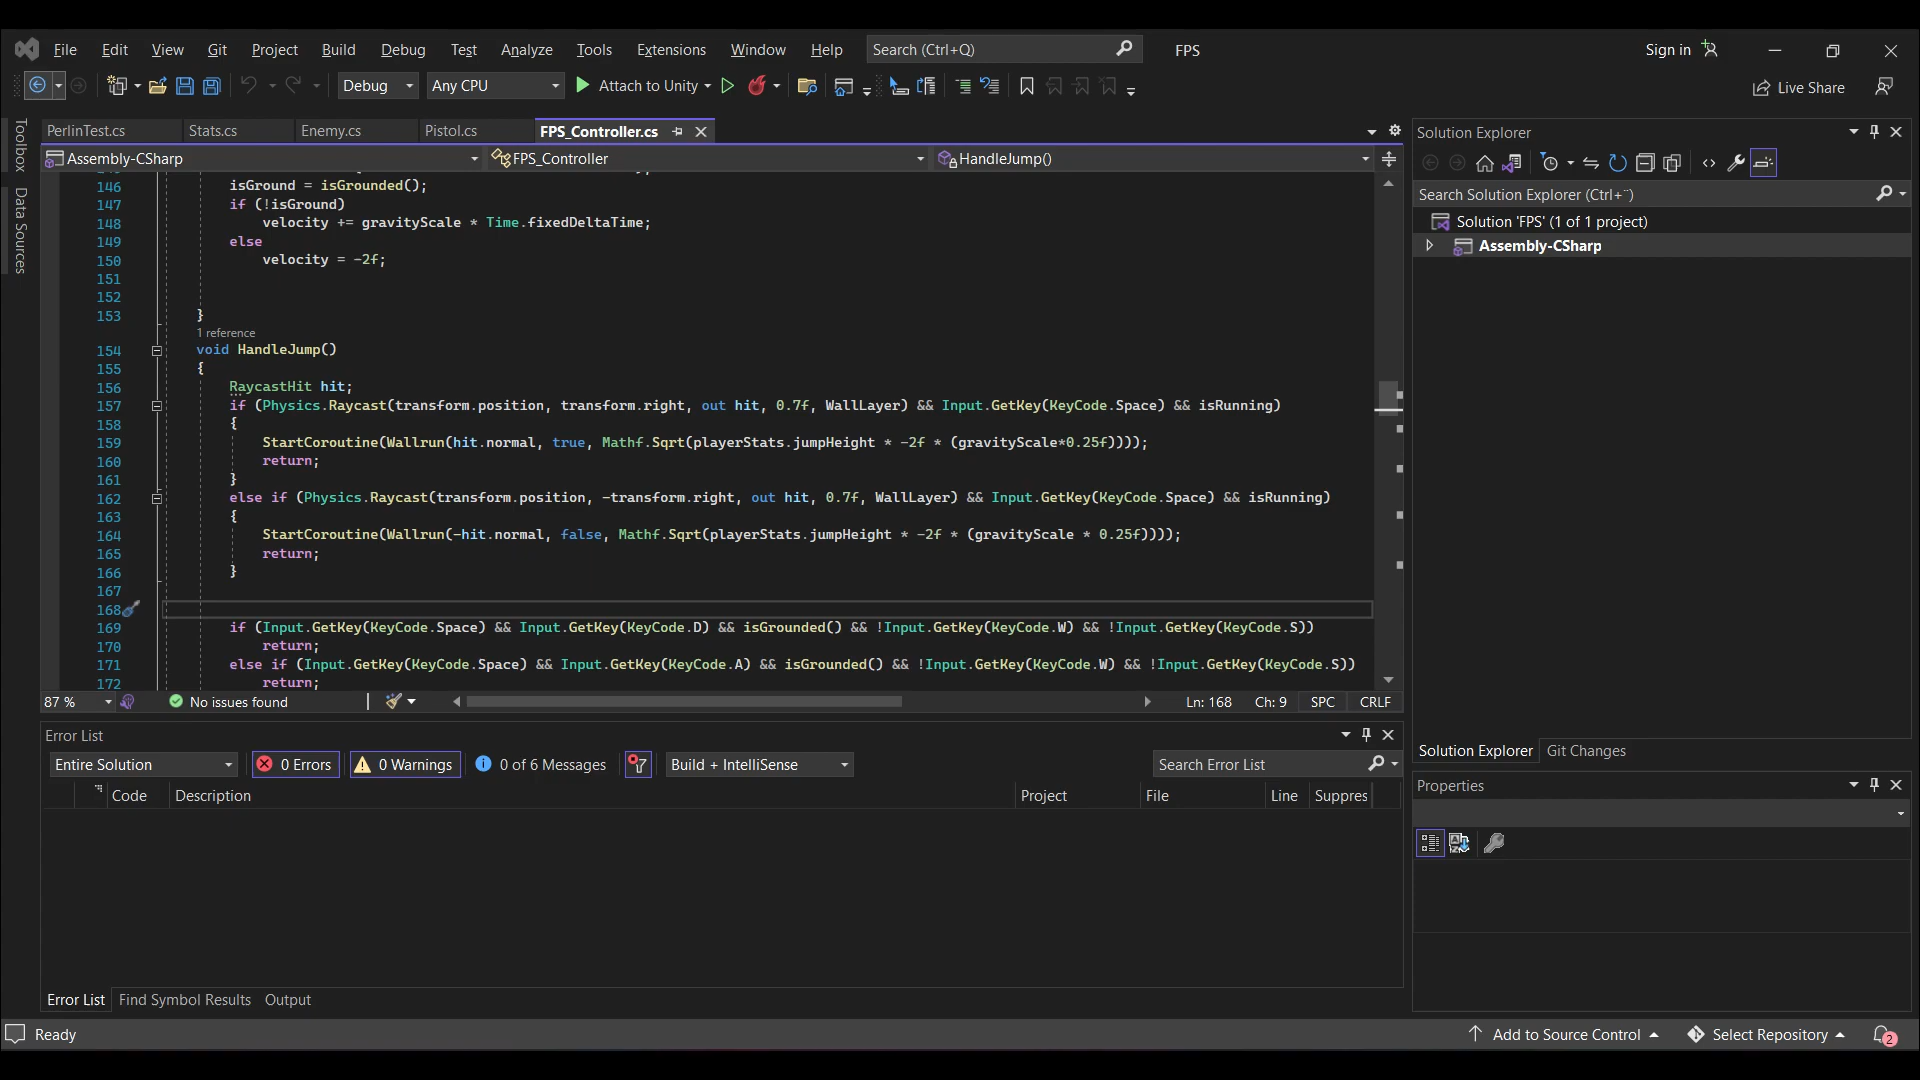 File Edit View Git Project Build Debug Test Analyze Tools Extensions Window Help Search (Ctrl+Q) FPS Sign in
Debug Any CPU Attach to Unity Live Share
Toolbox
Data Sources
PerlinTest.cs Stats.cs Enemy.cs Pistol.cs FPS_Controller.cs
Assembly-CSharp FPS_Controller HandleJump()
146 isGround = isGrounded();
147 if (!isGround)
148 velocity += gravityScale * Time.fixedDeltaTime;
149 else
150 velocity = -2f;
151
152
153 }
1 reference
154 void HandleJump()
155 {
156 RaycastHit hit;
157 if (Physics.Raycast(transform.position, transform.right, out hit, 0.7f, WallLayer) && Input.GetKey(KeyCode.Space) && isRunning)
158 {
159 StartCoroutine(Wallrun(hit.normal, true, Mathf.Sqrt(playerStats.jumpHeight * -2f * (gravityScale*0.25f))));
160 return;
161 }
162 else if (Physics.Raycast(transform.position, -transform.right, out hit, 0.7f, WallLayer) && Input.GetKey(KeyCode.Space) && isRunning)
163 {
164 StartCoroutine(Wallrun(-hit.normal, false, Mathf.Sqrt(playerStats.jumpHeight * -2f * (gravityScale * 0.25f))));
165 return;
166 }
167
168
169 if (Input.GetKey(KeyCode.Space) && Input.GetKey(KeyCode.D) && isGrounded() && !Input.GetKey(KeyCode.W) && !Input.GetKey(KeyCode.S))
170 return;
171 else if (Input.GetKey(KeyCode.Space) && Input.GetKey(KeyCode.A) && isGrounded() && !Input.GetKey(KeyCode.W) && !Input.GetKey(KeyCode.S))
172 return;
87 % No issues found Ln: 168 Ch: 9 SPC CRLF
Error List
Entire Solution 0 Errors 0 Warnings 0 of 6 Messages Build + IntelliSense Search Error List
Code Description Project File Line Suppres
Error List Find Symbol Results Output
Solution Explorer
Search Solution Explorer (Ctrl+¨)
Solution 'FPS' (1 of 1 project)
Assembly-CSharp
Solution Explorer Git Changes
Properties
Ready Add to Source Control Select Repository 2